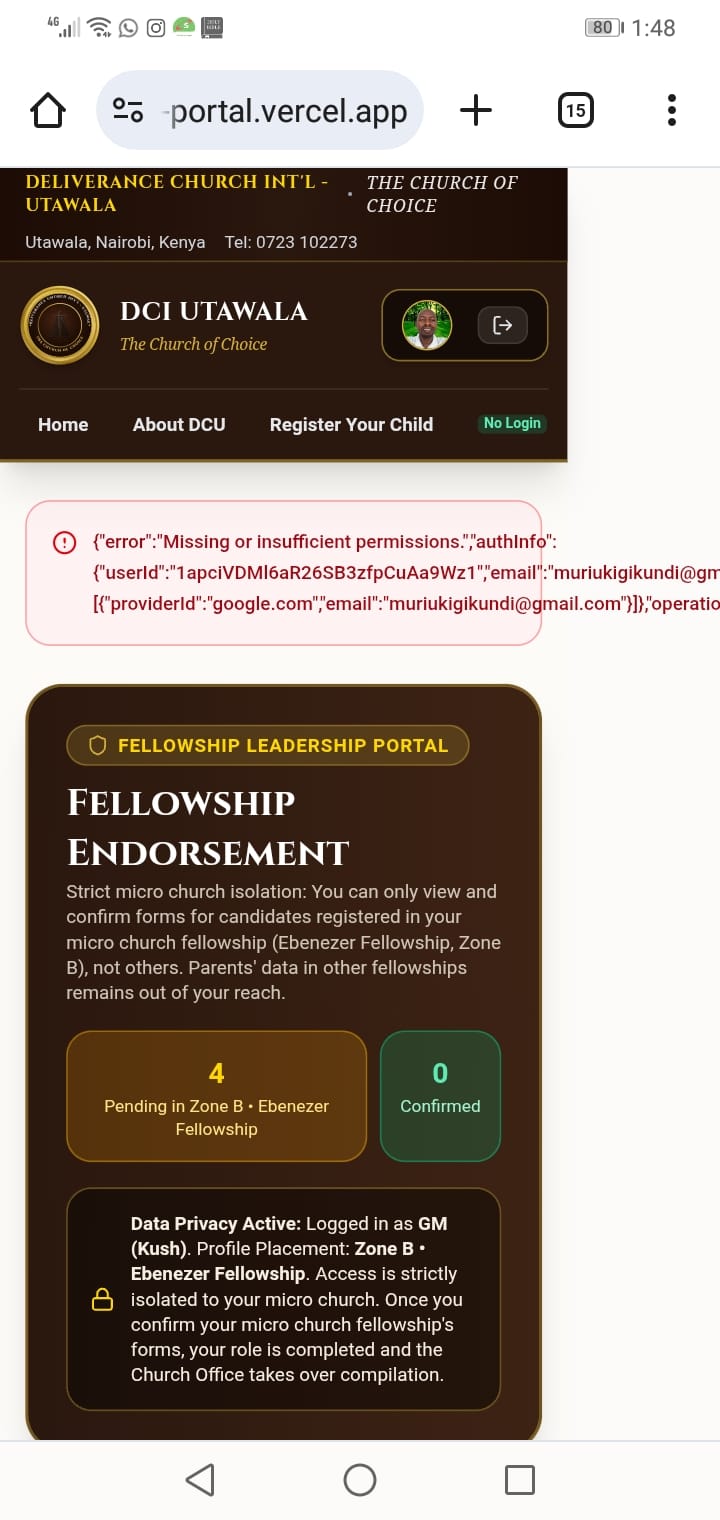 4G
80 1:48
-portal.vercel.app
15
DELIVERANCE CHURCH INT'L -
UTAWALA
•
THE CHURCH OF
CHOICE
Utawala, Nairobi, Kenya Tel: 0723 102273
DCI UTAWALA
The Church of Choice
Home About DCU Register Your Child No Login
{"error":"Missing or insufficient permissions.","authInfo":
{"userId":"1apciVDMl6aR26SB3zfpCuAa9Wz1","email":"muriukigikundi@gm
[{"providerId":"google.com","email":"muriukigikundi@gmail.com"}]},"operatio
FELLOWSHIP LEADERSHIP PORTAL
FELLOWSHIP
ENDORSEMENT
Strict micro church isolation: You can only view and
confirm forms for candidates registered in your
micro church fellowship (Ebenezer Fellowship, Zone
B), not others. Parents' data in other fellowships
remains out of your reach.
4
Pending in Zone B • Ebenezer
Fellowship
0
Confirmed
Data Privacy Active: Logged in as GM
(Kush). Profile Placement: Zone B •
Ebenezer Fellowship. Access is strictly
isolated to your micro church. Once you
confirm your micro church fellowship's
forms, your role is completed and the
Church Office takes over compilation.